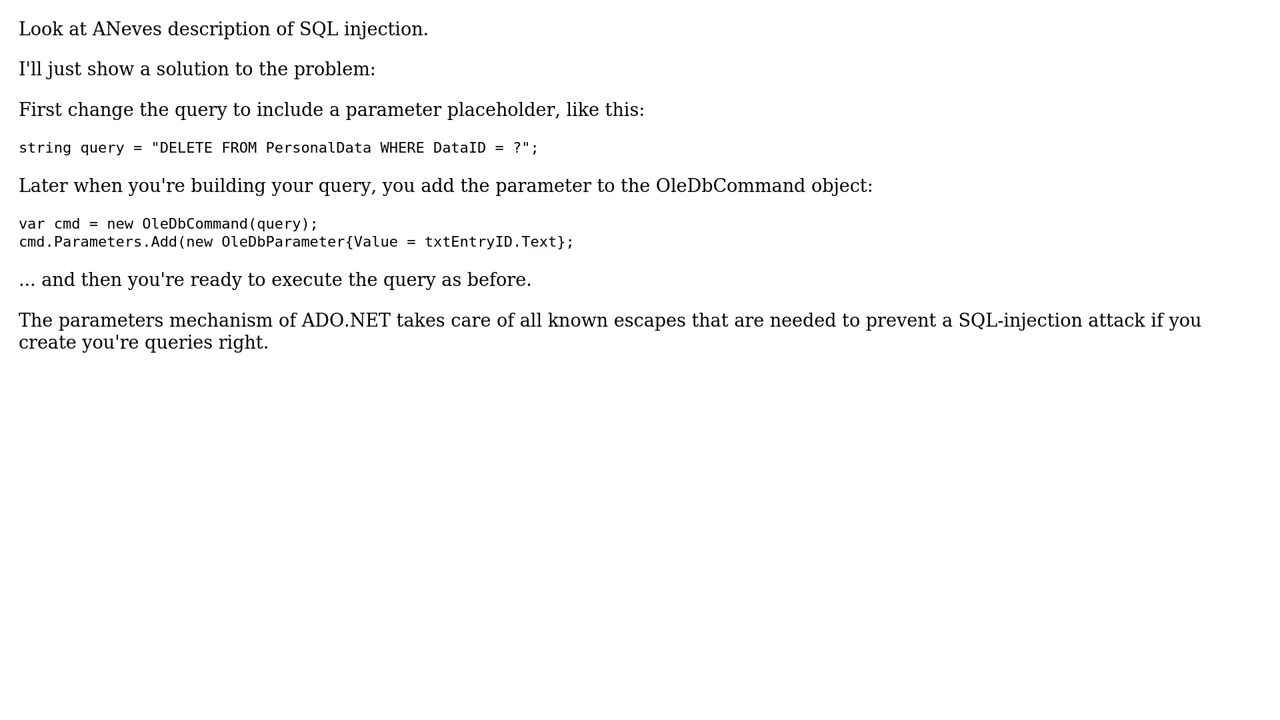 Look at ANeves description of SQL injection.
I'll just show a solution to the problem:
First change the query to include a parameter placeholder, like this:
string query = "DELETE FROM PersonalData WHERE DataID = ?";
Later when you're building your query, you add the parameter to the OleDbCommand object:
var cmd = new OleDbCommand(query);
cmd.Parameters.Add(new OleDbParameter{Value = txtEntryID.Text};
... and then you're ready to execute the query as before.
The parameters mechanism of ADO.NET takes care of all known escapes that are needed to prevent a SQL-injection attack if you
create you're queries right.